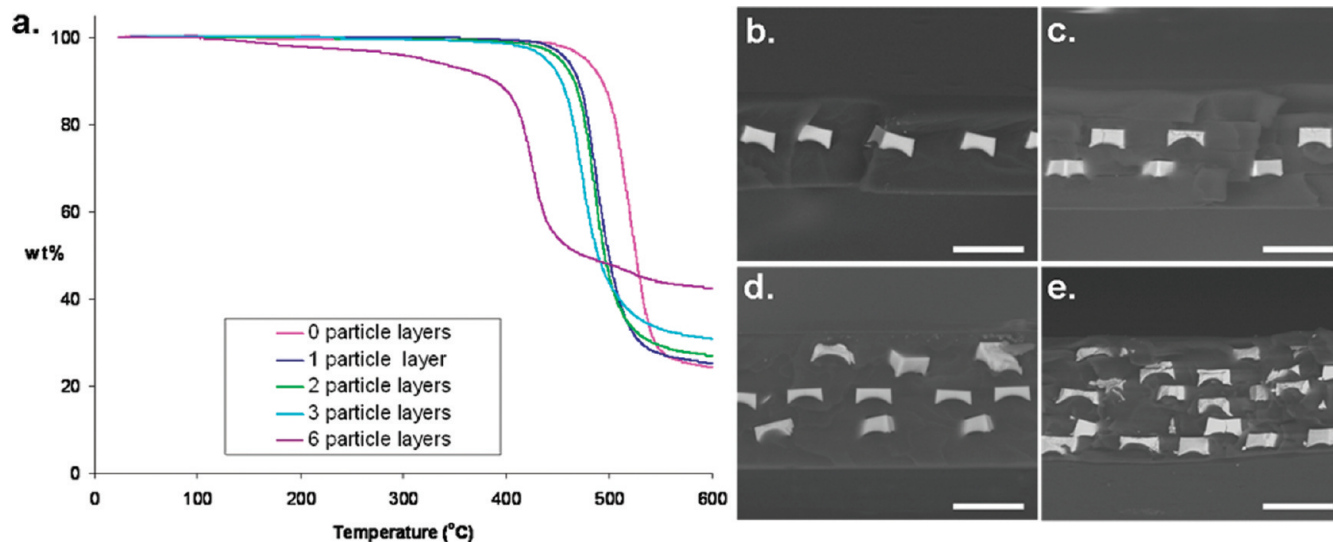 a.
100
80
60
wt%
40
20
0
0 particle layers
1 particle layer
2 particle layers
3 particle layers
6 particle layers
0 100 200 300 400 500 600
Temperature (°C)
b.
c.
d.
e.